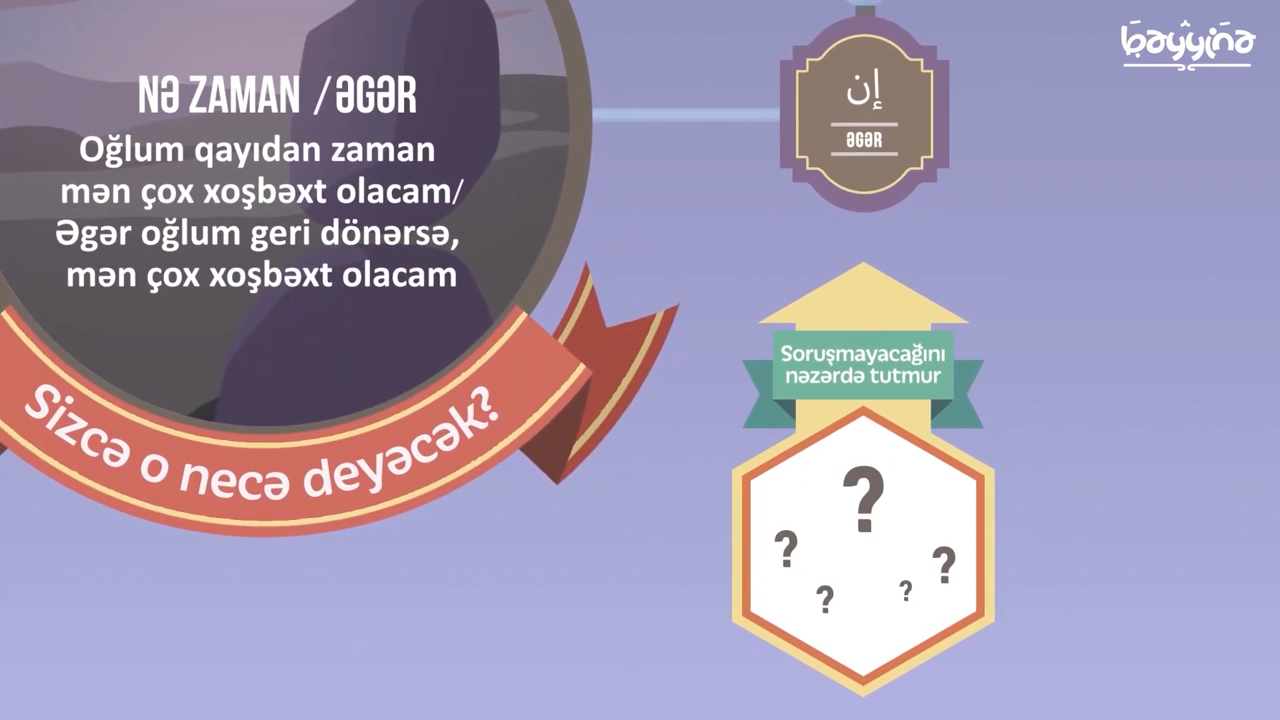 NƏ ZAMAN /ƏGƏR
Oğlum qayıdan zaman
mən çox xoşbəxt olacam/
Əgər oğlum geri dönərsə,
mən çox xoşbəxt olacam
Sizcə o necə deyəcək?
إن
ƏGƏR
Soruşmayacağını
nəzərdə tutmur
?
?
?
?
?
bayyina